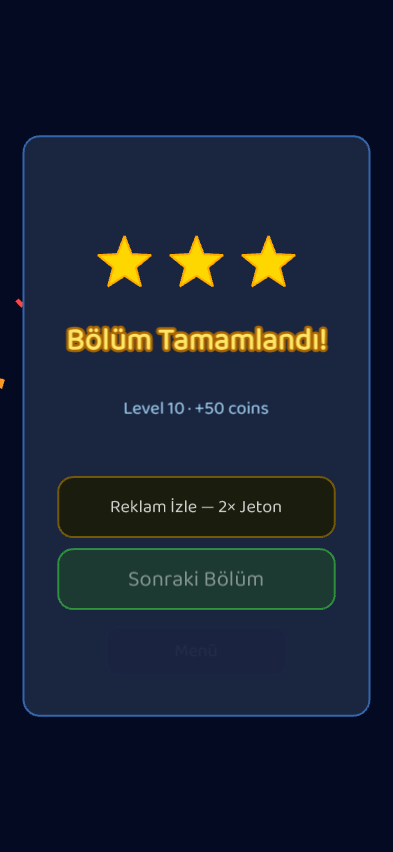 Bölüm Tamamlandı!
Level 10 · +50 coins
Reklam İzle — 2× Jeton
Sonraki Bölüm
Menü